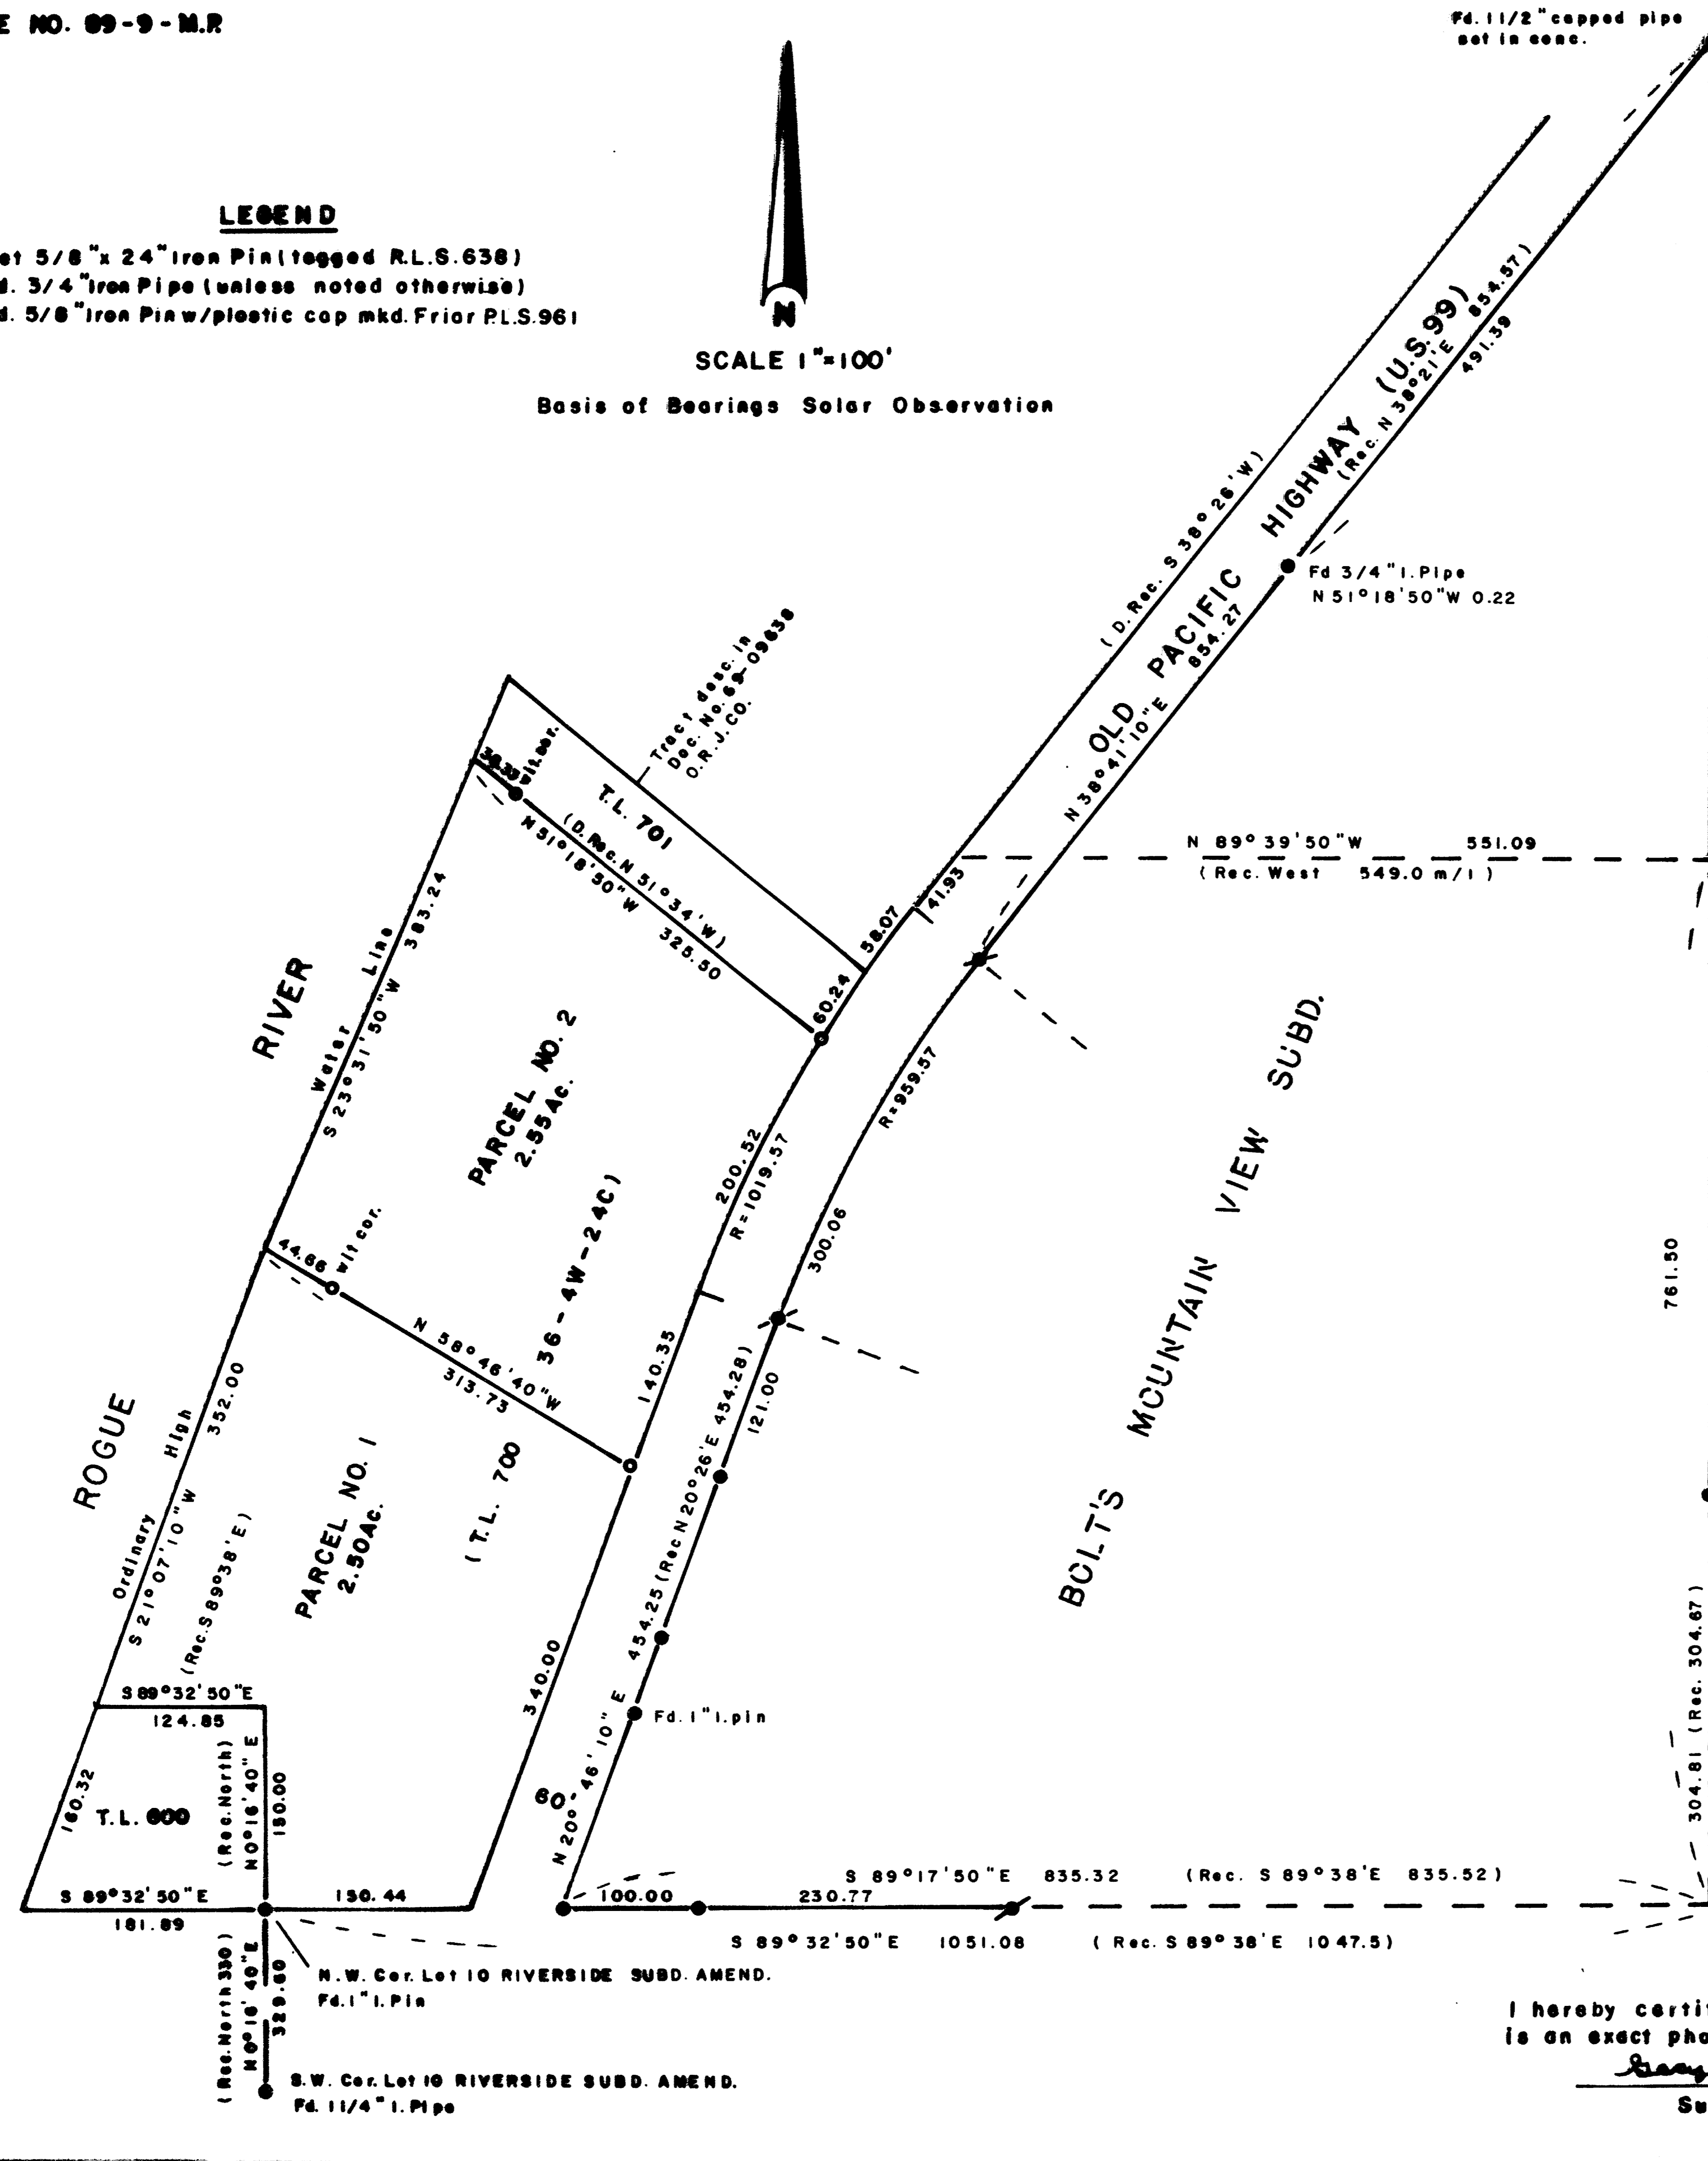 E NO. 89-9-M.P.
Fd. 1 1/2" capped pipe
set in conc.
LEGEND
et 5/8"x 24" Iron Pin (tagged R.L.S. 638)
d. 3/4" Iron Pipe (unless noted otherwise)
d. 5/8" Iron Pin w/plastic cap mkd. Friar P.L.S. 961
N
SCALE 1"=100'
Basis of Bearings Solar Observation
OLD PACIFIC HIGHWAY (U.S. 99)
(Rec. N 38°21'E 854.57)
491.39
(D. Rec. S 38°26'W)
Fd 3/4" I. Pipe
N 51°18'50"W 0.22
N 38°41'10"E 854.27
Tract desc. in
Doc. No. 69-09638
O.R.J.CO.
T.L. 701
wit cor.
(D. Rec. N 51°34'W)
N 51°18'50"W 325.50
41.93
58.07
60.24
N 89°39'50"W 551.09
(Rec. West 549.0 m/l)
ROGUE RIVER
Ordinary High Water Line
S 23°31'50"W 383.24
PARCEL NO. 2
2.55 Ac.
36-4W-24C)
200.52
R=1019.57
R=959.57
300.06
BOLT'S MOUNTAIN VIEW SUBD.
761.50
44.66
wit cor.
N 58°46'40"W
313.73
140.35
121.00
S 21°07'10"W 352.00
(Rec. S 89°38'E)
PARCEL NO. 1
2.50 Ac.
(T.L. 700
340.00
N 20°46'10"E 454.25 (Rec N 20°26'E 454.28)
Fd. 1" I. pin
60'
304.81 (Rec. 304.67)
S 89°32'50"E
124.85
160.32
T.L. 600
(Rec. North)
N 0°16'40"E
150.00
S 89°32'50"E
181.89
150.44
100.00
230.77
S 89°17'50"E 835.32 (Rec. S 89°38'E 835.52)
S 89°32'50"E 1051.08 (Rec. S 89°38'E 1047.5)
N.W. Cor. Lot 10 RIVERSIDE SUBD. AMEND.
Fd. 1" I. Pin
(Rec. North 330)
N 0°16'40"E
329.60
S.W. Cor. Lot 10 RIVERSIDE SUBD. AMEND.
Fd. 1 1/4" I. Pipe
I hereby certif
is an exact pho
Su